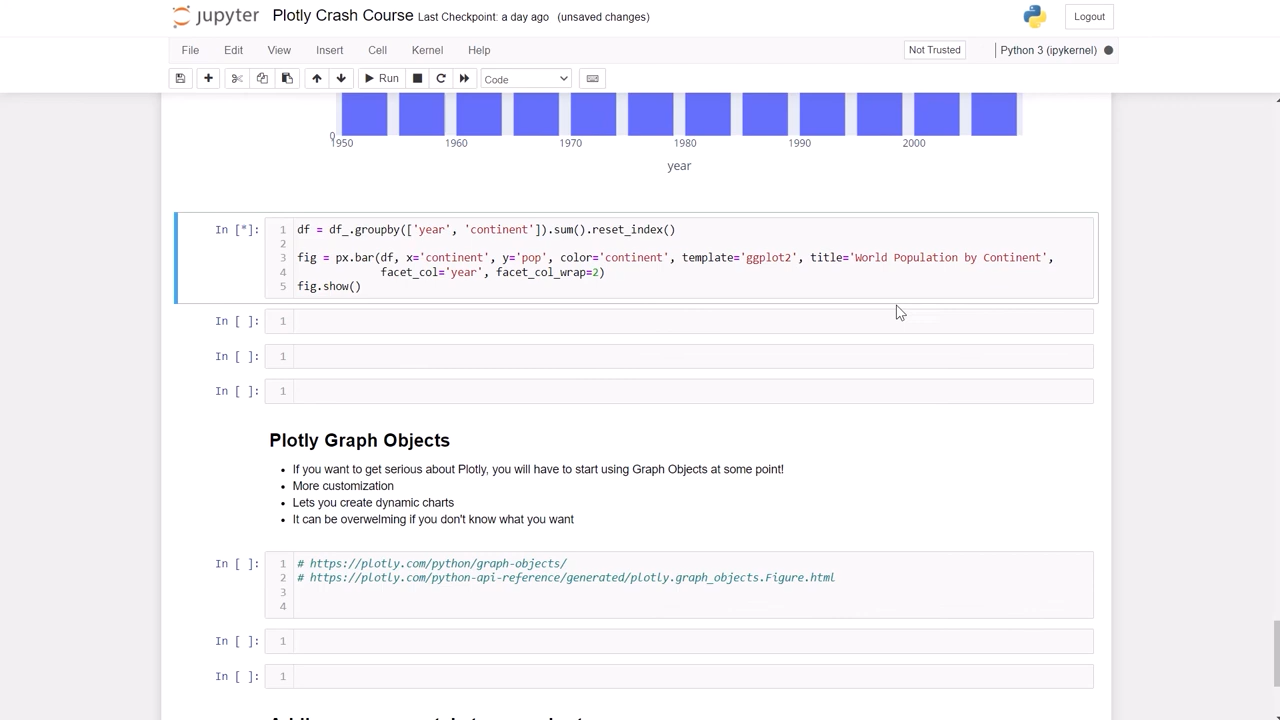 jupyter Plotly Crash Course Last Checkpoint: a day ago (unsaved changes) Logout
File Edit View Insert Cell Kernel Help Not Trusted Python 3 (ipykernel)
Run Code
0
1950 1960 1970 1980 1990 2000
year
In [*]: 1 df = df_.groupby(['year', 'continent']).sum().reset_index()
2
3 fig = px.bar(df, x='continent', y='pop', color='continent', template='ggplot2', title='World Population by Continent',
4 facet_col='year', facet_col_wrap=2)
5 fig.show()
In [ ]: 1
In [ ]: 1
In [ ]: 1
Plotly Graph Objects
• If you want to get serious about Plotly, you will have to start using Graph Objects at some point!
• More customization
• Lets you create dynamic charts
• It can be overwelming if you don't know what you want
In [ ]: 1 # https://plotly.com/python/graph-objects/
2 # https://plotly.com/python-api-reference/generated/plotly.graph_objects.Figure.html
3
4
In [ ]: 1
In [ ]: 1